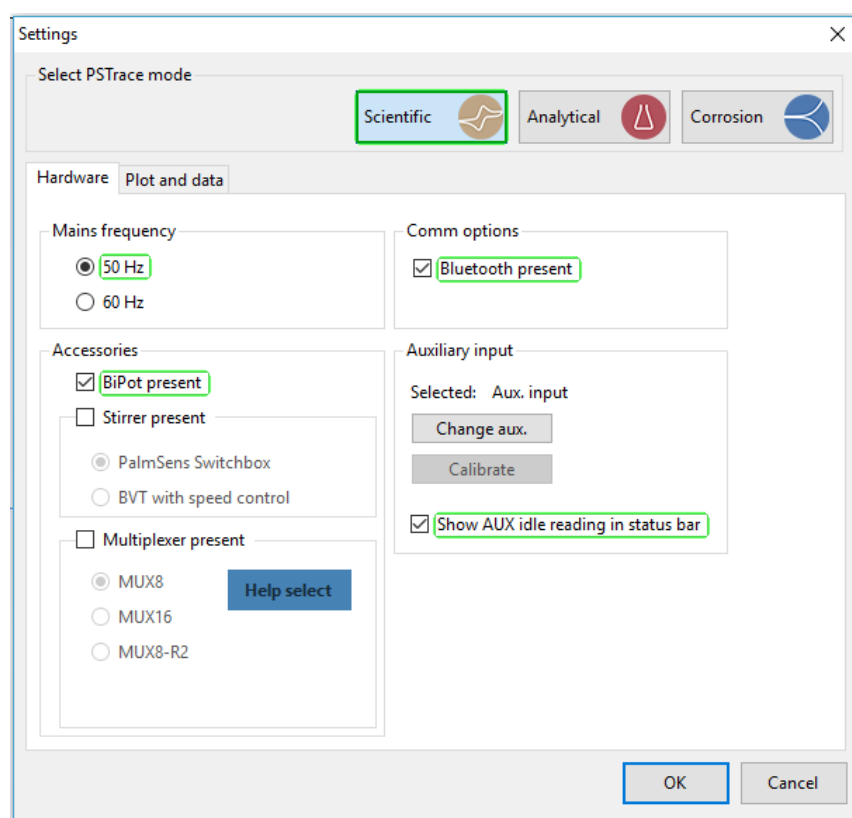 Settings
Select PSTrace mode
Scientific
Analytical
Corrosion
Hardware
Plot and data
Mains frequency
50 Hz
60 Hz
Comm options
Bluetooth present
Accessories
BiPot present
Stirrer present
PalmSens Switchbox
BVT with speed control
Multiplexer present
MUX8
MUX16
MUX8-R2
Help select
Auxiliary input
Selected: Aux. input
Change aux.
Calibrate
Show AUX idle reading in status bar
OK
Cancel